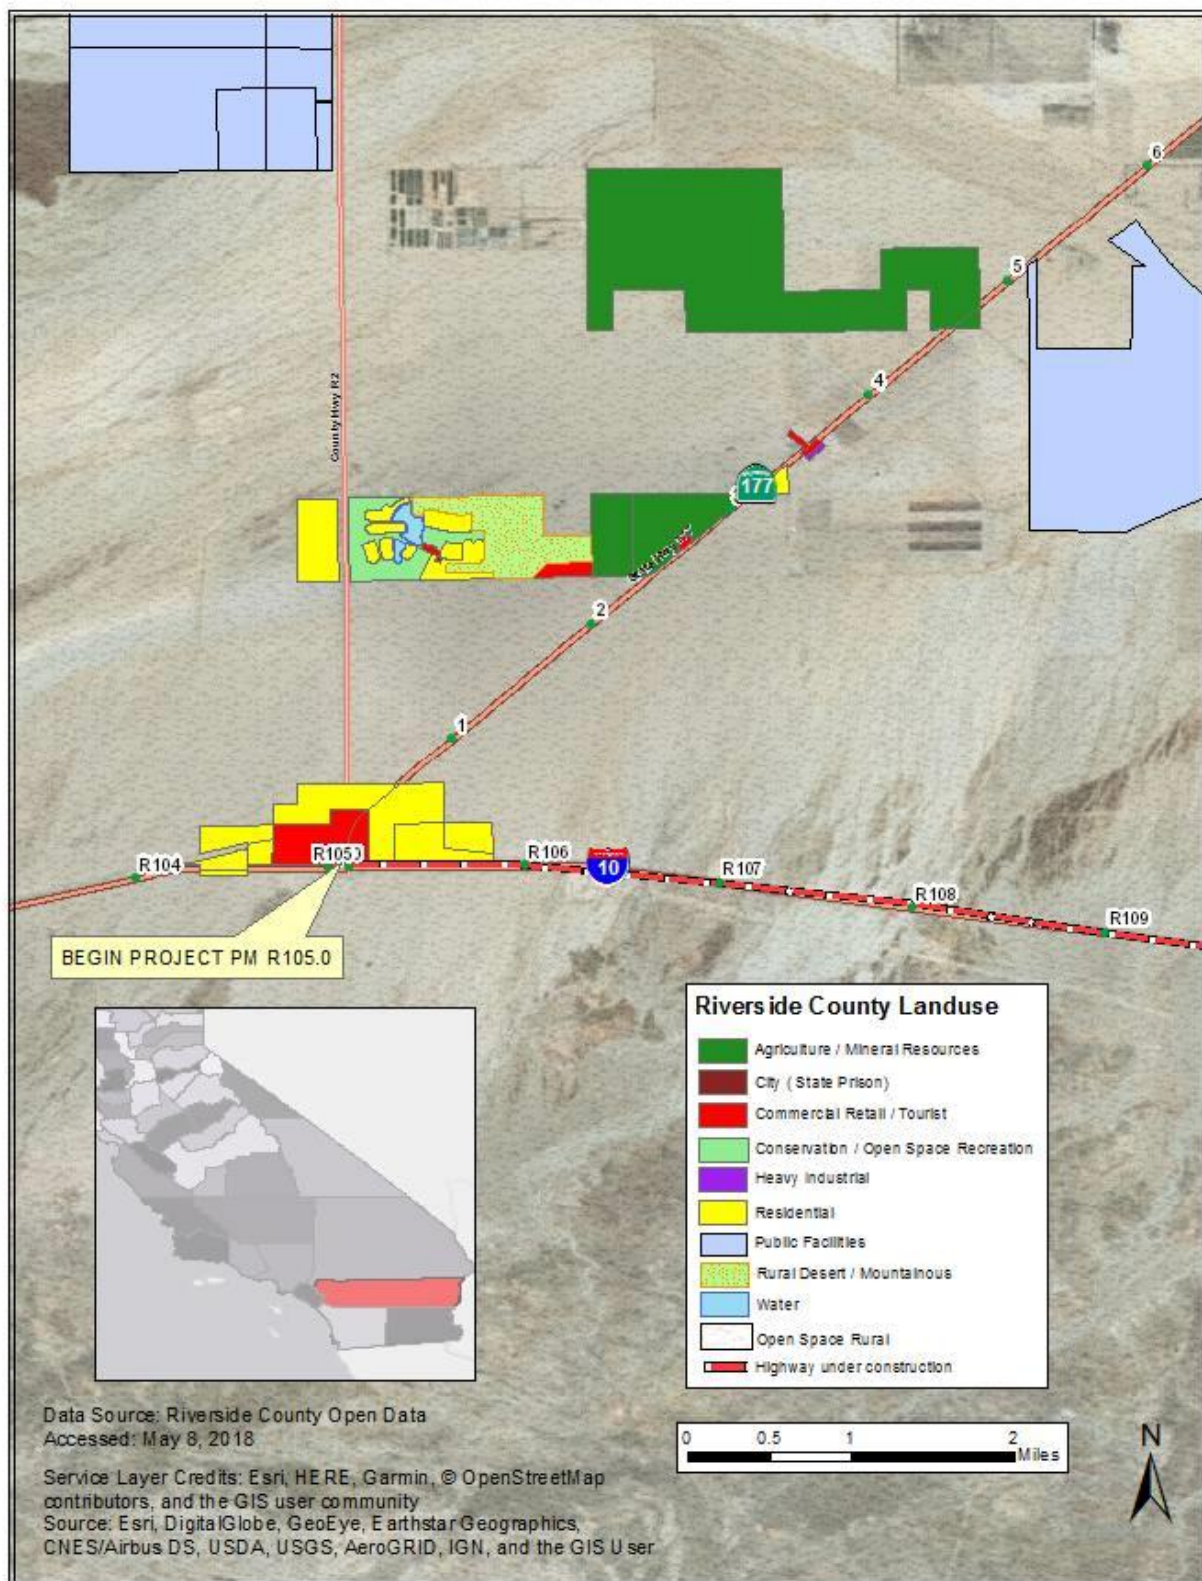 6
5
County Hwy R2
4
177
2
1
R104
R105
0
R106
10
R107
R108
R109
BEGIN PROJECT PM R105.0
Riverside County Landuse
Agriculture / Mineral Resources
City ( State Prison)
Commercial Retail / Tourist
Conservation / Open Space Recreation
Heavy Industrial
Residential
Public Facilities
Rural Desert / Mountainous
Water
Open Space Rural
Highway under construction
Data Source: Riverside County Open Data
Accessed: May 8, 2018
Service Layer Credits: Esri, HERE, Garmin, © OpenStreetMap
contributors, and the GIS user community
Source: Esri, DigitalGlobe, GeoEye, Earthstar Geographics,
CNES/Airbus DS, USDA, USGS, AeroGRID, IGN, and the GIS User
0 0.5 1 2
Miles
N